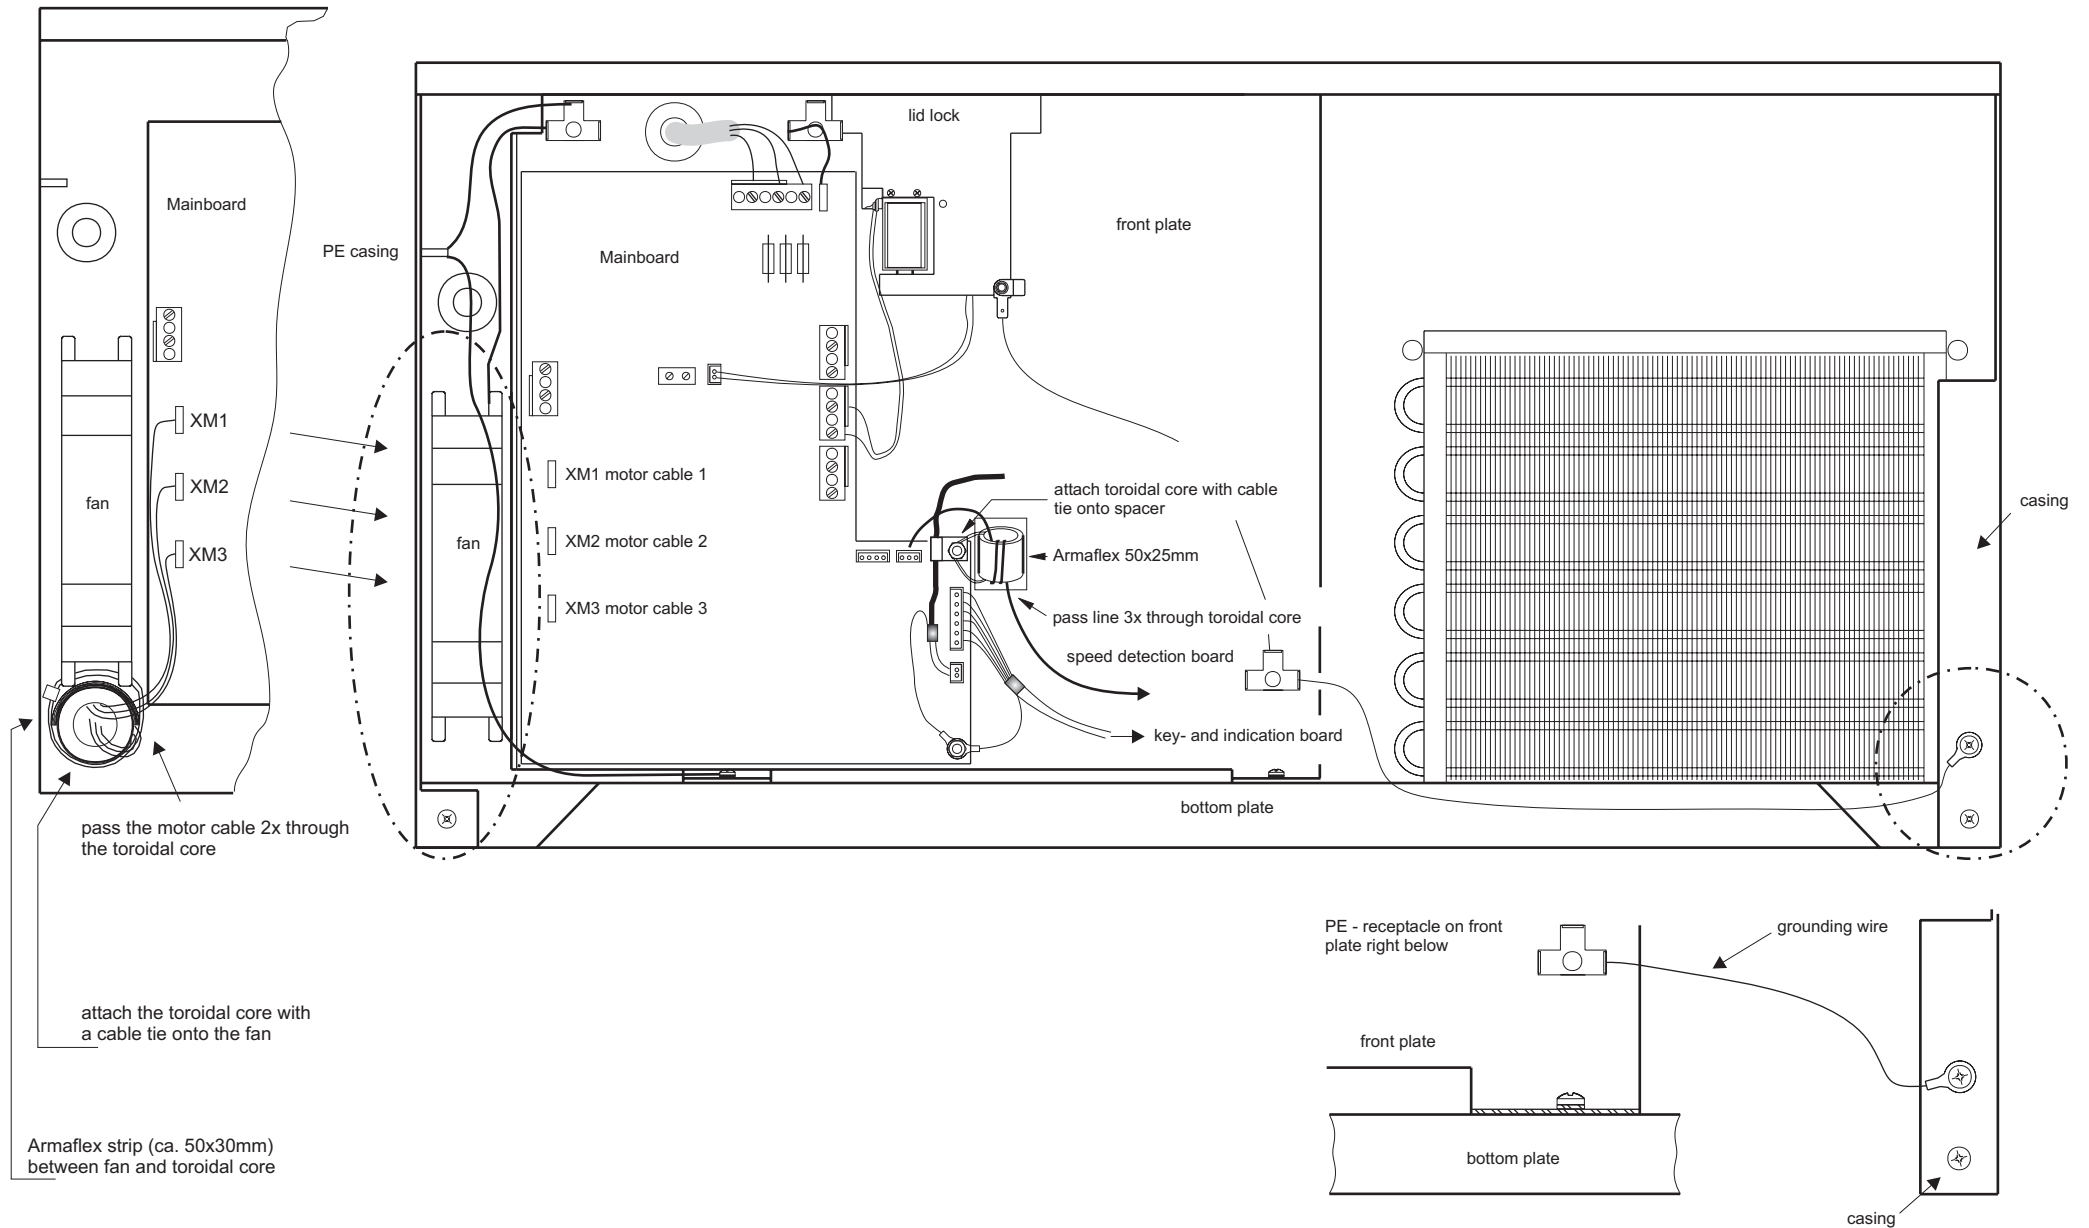 Mainboard
XM1
XM2
XM3
fan
pass the motor cable 2x through
the toroidal core
attach the toroidal core with
a cable tie onto the fan
Armaflex strip (ca. 50x30mm)
between fan and toroidal core
PE casing
lid lock
front plate
Mainboard
fan
XM1 motor cable 1
XM2 motor cable 2
XM3 motor cable 3
attach toroidal core with cable
tie onto spacer
Armaflex 50x25mm
pass line 3x through toroidal core
speed detection board
key- and indication board
bottom plate
casing
PE - receptacle on front
plate right below
grounding wire
front plate
bottom plate
casing